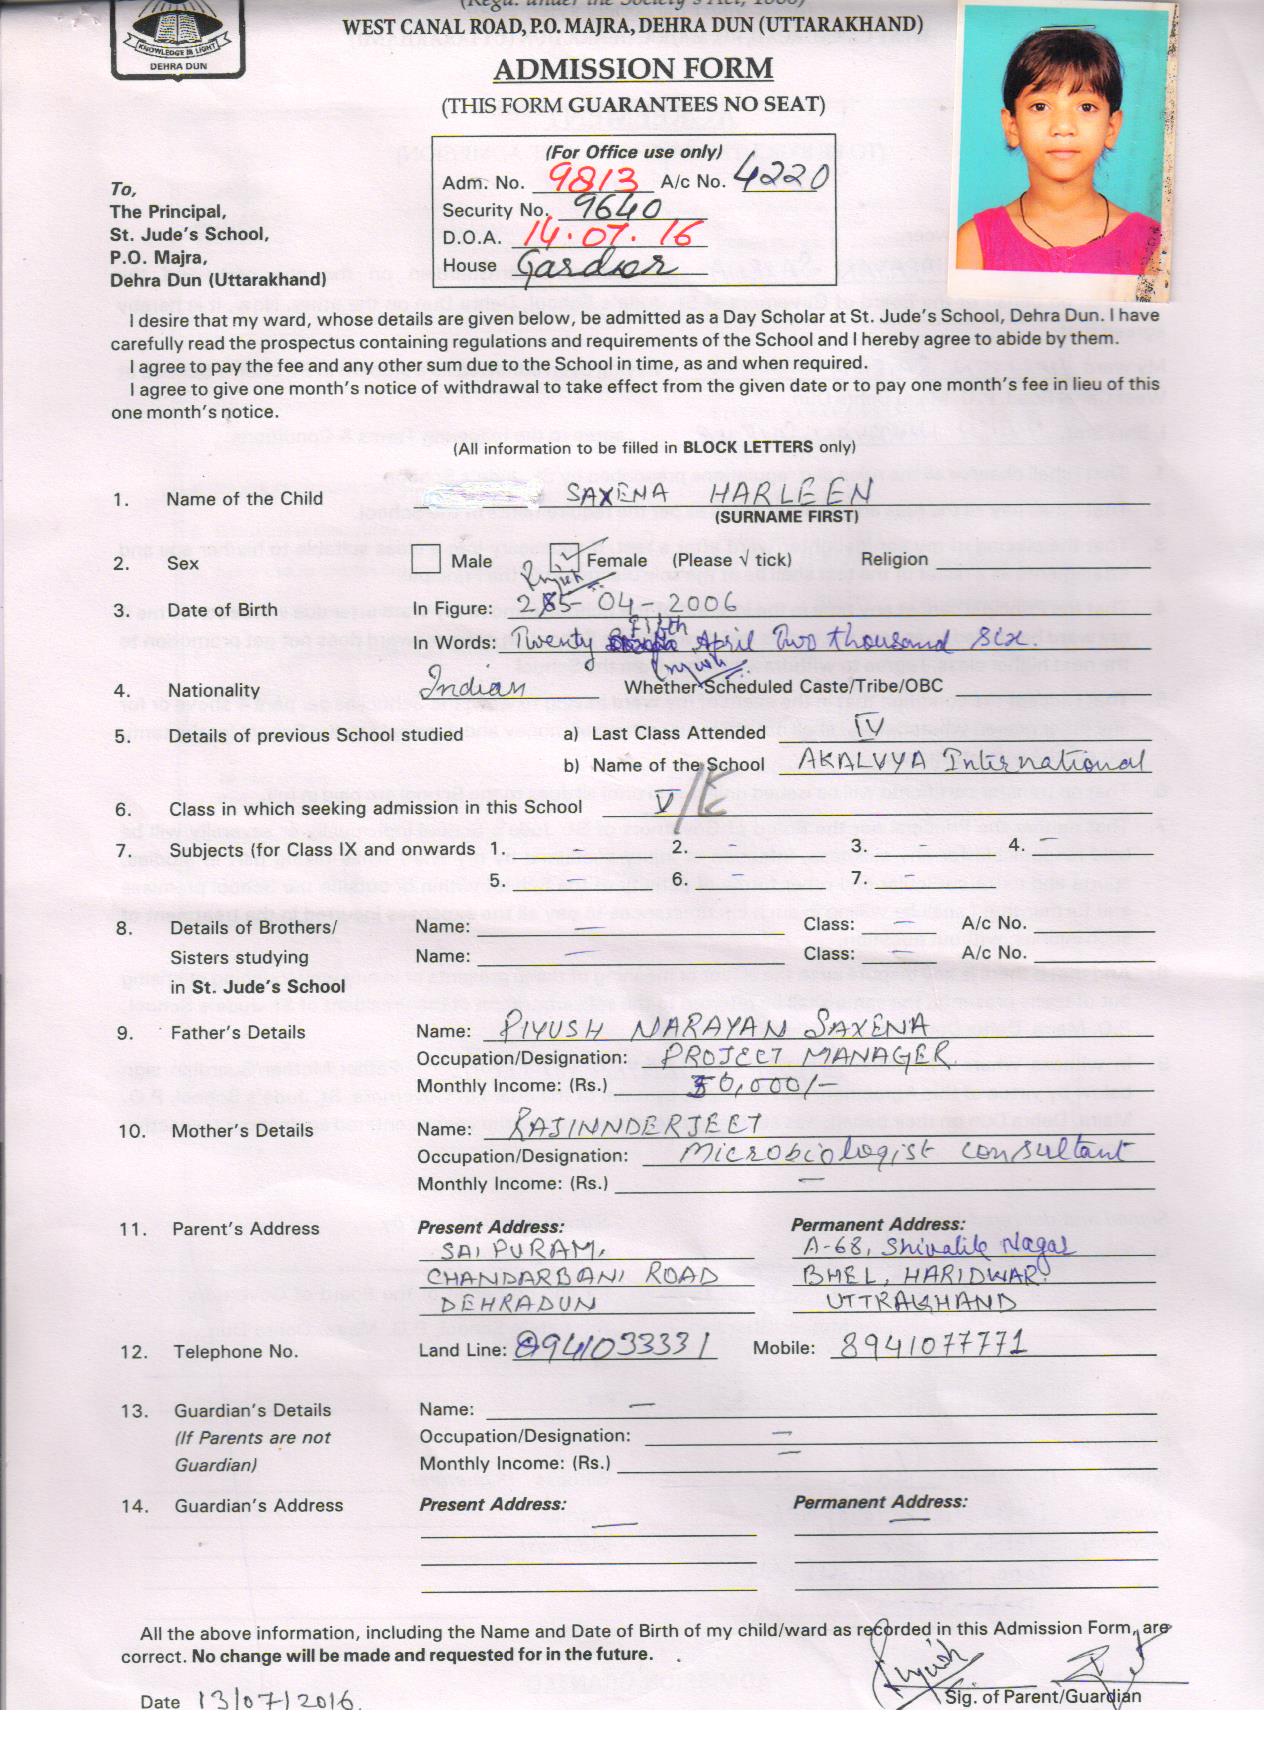 KNOWLEDGE IS LIGHT
DEHRA DUN
(Regd. under the Society's Act, 1860)
WEST CANAL ROAD, P.O. MAJRA, DEHRA DUN (UTTARAKHAND)
ADMISSION FORM
(THIS FORM GUARANTEES NO SEAT)
(For Office use only)
Adm. No. 9813 A/c No. 4220
Security No. 9640
D.O.A. 14.07.16
House
To,
The Principal,
St. Jude's School,
P.O. Majra,
Dehra Dun (Uttarakhand)
I desire that my ward, whose details are given below, be admitted as a Day Scholar at St. Jude's School, Dehra Dun. I have
carefully read the prospectus containing regulations and requirements of the School and I hereby agree to abide by them.
I agree to pay the fee and any other sum due to the School in time, as and when required.
I agree to give one month's notice of withdrawal to take effect from the given date or to pay one month's fee in lieu of this
one month's notice.
(All information to be filled in BLOCK LETTERS only)
1. Name of the Child SAXENA HARLEEN
(SURNAME FIRST)
2. Sex Male Female (Please √ tick) Religion
3. Date of Birth In Figure: 25-04-2006
In Words: Twenty Fifth April Two thousand Six.
4. Nationality Indian Whether Scheduled Caste/Tribe/OBC
5. Details of previous School studied a) Last Class Attended IV
b) Name of the School AKALVYA International
6. Class in which seeking admission in this School V/K
7. Subjects (for Class IX and onwards 1. - 2. - 3. - 4. -
5. - 6. - 7. -
8. Details of Brothers/ Name: - Class: - A/c No.
Sisters studying Name: - Class: - A/c No.
in St. Jude's School
9. Father's Details Name: PIYUSH NARAYAN SAXENA
Occupation/Designation: PROJECT MANAGER.
Monthly Income: (Rs.) 50,000/-
10. Mother's Details Name: RAJINNDERJEET
Occupation/Designation: Microbiologist consultant
Monthly Income: (Rs.) -
11. Parent's Address Present Address: Permanent Address:
SAI PURAM, A-68, Shivalik Nagar
CHANDARBANI ROAD BHEL, HARIDWAR
DEHRADUN UTTRAKHAND
12. Telephone No. Land Line: 8941033331 Mobile: 8941077771
13. Guardian's Details Name: -
(If Parents are not Occupation/Designation: -
Guardian) Monthly Income: (Rs.) -
14. Guardian's Address Present Address: - Permanent Address: -
All the above information, including the Name and Date of Birth of my child/ward as recorded in this Admission Form, are
correct. No change will be made and requested for in the future.
Piyush
Date 13/07/2016. Sig. of Parent/Guardian